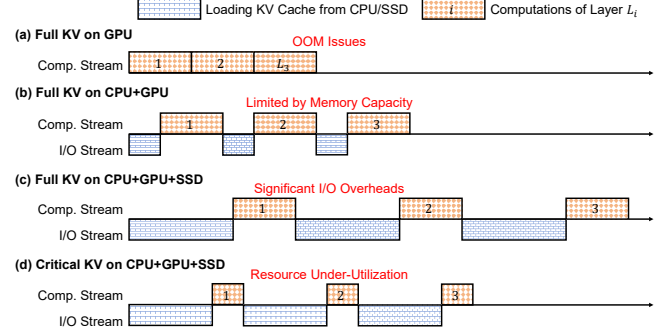 Loading KV Cache from CPU/SSD i Computations of Layer L_i
(a) Full KV on GPU
OOM Issues
Comp. Stream 1 2 L_3
(b) Full KV on CPU+GPU
Limited by Memory Capacity
Comp. Stream 1 2 3
I/O Stream
(c) Full KV on CPU+GPU+SSD
Significant I/O Overheads
Comp. Stream 1 2 3
I/O Stream
(d) Critical KV on CPU+GPU+SSD
Resource Under-Utilization
Comp. Stream 1 2 3
I/O Stream